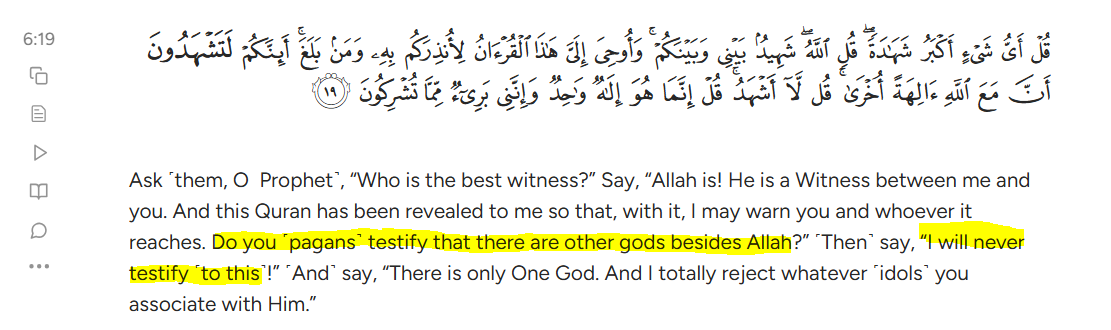 6:19
قُلْ أَىُّ شَىْءٍ أَكْبَرُ شَهَـٰدَةًۭ ۖ قُلِ ٱللَّهُ ۖ شَهِيدٌۢ بَيْنِى وَبَيْنَكُمْ ۚ وَأُوحِىَ إِلَىَّ هَـٰذَا ٱلْقُرْءَانُ لِأُنذِرَكُم بِهِۦ وَمَنۢ بَلَغَ ۚ أَئِنَّكُمْ لَتَشْهَدُونَ
أَنَّ مَعَ ٱللَّهِ ءَالِهَةً أُخْرَىٰ ۚ قُل لَّآ أَشْهَدُ ۚ قُلْ إِنَّمَا هُوَ إِلَـٰهٌۭ وَٰحِدٌۭ وَإِنَّنِى بَرِىٓءٌۭ مِّمَّا تُشْرِكُونَ ١٩
Ask ˹them, O Prophet˺, “Who is the best witness?” Say, “Allah is! He is a Witness between me and
you. And this Quran has been revealed to me so that, with it, I may warn you and whoever it
reaches. Do you ˹pagans˺ testify that there are other gods besides Allah?” ˹Then˺ say, “I will never
testify ˹to this˺!” ˹And˺ say, “There is only One God. And I totally reject whatever ˹idols˺ you
associate with Him.”